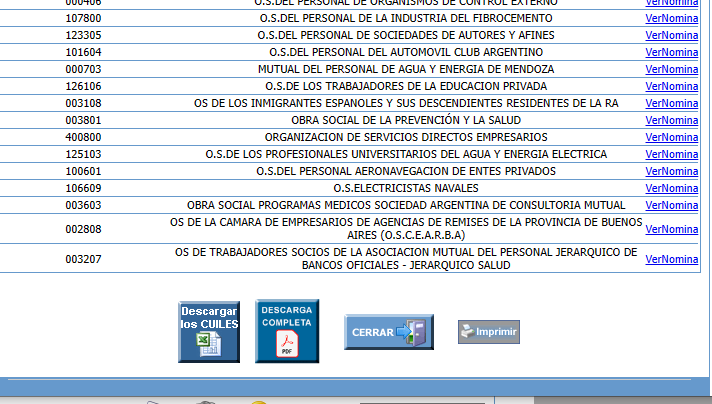 000406 O.S.DEL PERSONAL DE ORGANISMOS DE CONTROL EXTERNO VerNomina
107800 O.S.DEL PERSONAL DE LA INDUSTRIA DEL FIBROCEMENTO VerNomina
123305 O.S.DEL PERSONAL DE SOCIEDADES DE AUTORES Y AFINES VerNomina
101604 O.S.DEL PERSONAL DEL AUTOMOVIL CLUB ARGENTINO VerNomina
000703 MUTUAL DEL PERSONAL DE AGUA Y ENERGIA DE MENDOZA VerNomina
126106 O.S.DE LOS TRABAJADORES DE LA EDUCACION PRIVADA VerNomina
003108 OS DE LOS INMIGRANTES ESPANOLES Y SUS DESCENDIENTES RESIDENTES DE LA RA VerNomina
003801 OBRA SOCIAL DE LA PREVENCIÓN Y LA SALUD VerNomina
400800 ORGANIZACION DE SERVICIOS DIRECTOS EMPRESARIOS VerNomina
125103 O.S.DE LOS PROFESIONALES UNIVERSITARIOS DEL AGUA Y ENERGIA ELECTRICA VerNomina
100601 O.S.DEL PERSONAL AERONAVEGACION DE ENTES PRIVADOS VerNomina
106609 O.S.ELECTRICISTAS NAVALES VerNomina
003603 OBRA SOCIAL PROGRAMAS MEDICOS SOCIEDAD ARGENTINA DE CONSULTORIA MUTUAL VerNomina
002808 OS DE LA CAMARA DE EMPRESARIOS DE AGENCIAS DE REMISES DE LA PROVINCIA DE BUENOS
AIRES (O.S.C.E.A.R.B.A) VerNomina
003207 OS DE TRABAJADORES SOCIOS DE LA ASOCIACION MUTUAL DEL PERSONAL JERARQUICO DE
BANCOS OFICIALES - JERARQUICO SALUD VerNomina
Descargar
los CUILES
DESCARGA
COMPLETA
PDF
CERRAR
Imprimir